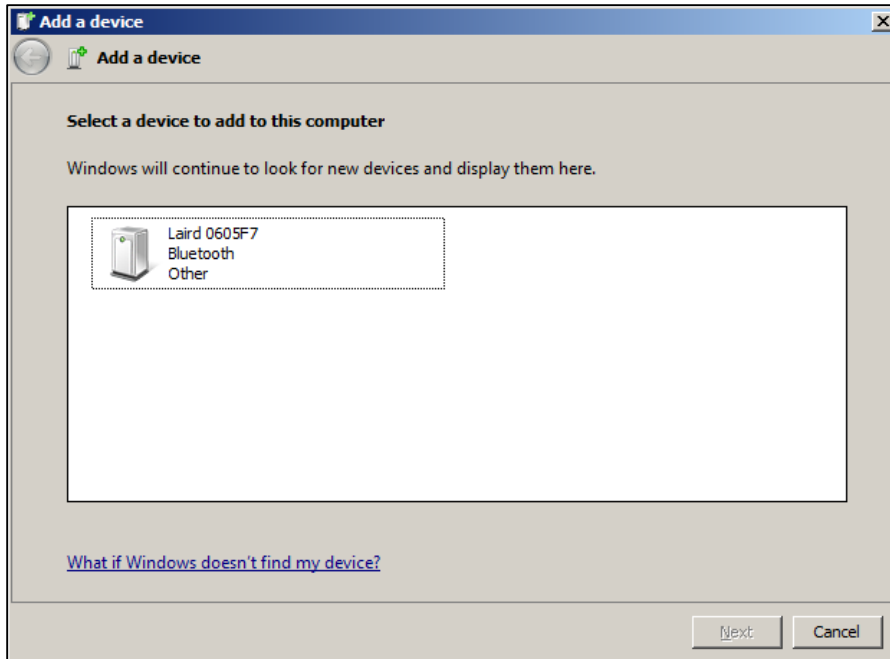 Add a device
Add a device
Select a device to add to this computer
Windows will continue to look for new devices and display them here.
Laird 0605F7
Bluetooth
Other
What if Windows doesn't find my device?
Next
Cancel